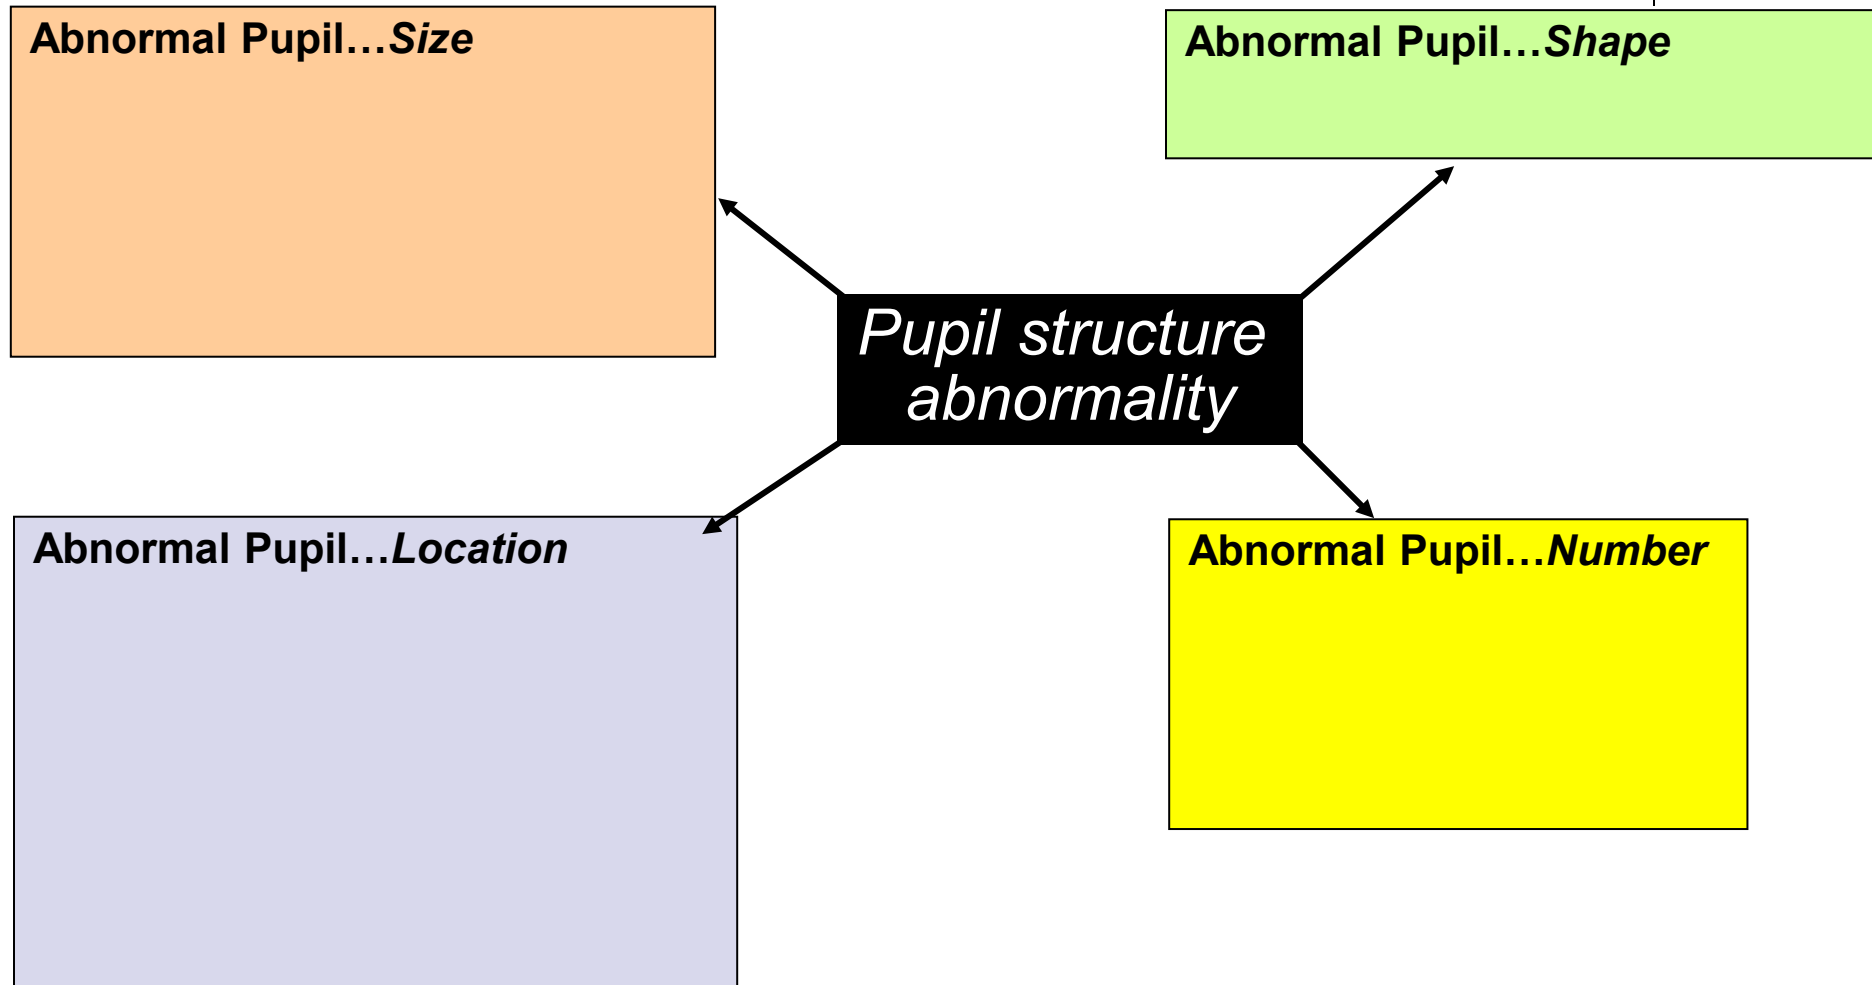 Abnormal Pupil…Size
Abnormal Pupil…Shape
Pupil structure
abnormality
Abnormal Pupil…Location
Abnormal Pupil…Number